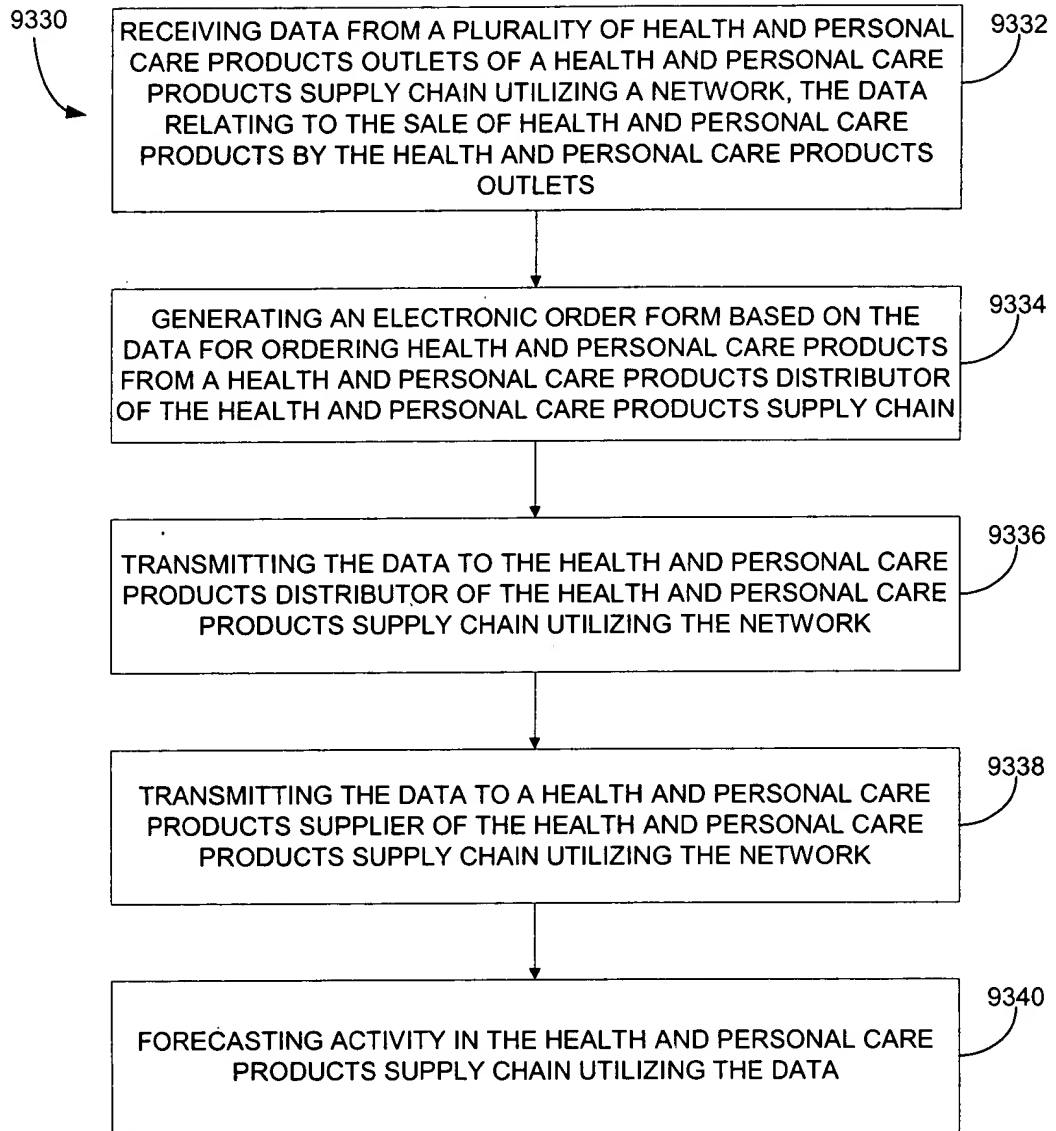 9330
RECEIVING DATA FROM A PLURALITY OF HEALTH AND PERSONAL
CARE PRODUCTS OUTLETS OF A HEALTH AND PERSONAL CARE
PRODUCTS SUPPLY CHAIN UTILIZING A NETWORK, THE DATA
RELATING TO THE SALE OF HEALTH AND PERSONAL CARE
PRODUCTS BY THE HEALTH AND PERSONAL CARE PRODUCTS
OUTLETS
9332
GENERATING AN ELECTRONIC ORDER FORM BASED ON THE
DATA FOR ORDERING HEALTH AND PERSONAL CARE PRODUCTS
FROM A HEALTH AND PERSONAL CARE PRODUCTS DISTRIBUTOR
OF THE HEALTH AND PERSONAL CARE PRODUCTS SUPPLY CHAIN
9334
TRANSMITTING THE DATA TO THE HEALTH AND PERSONAL CARE
PRODUCTS DISTRIBUTOR OF THE HEALTH AND PERSONAL CARE
PRODUCTS SUPPLY CHAIN UTILIZING THE NETWORK
9336
TRANSMITTING THE DATA TO A HEALTH AND PERSONAL CARE
PRODUCTS SUPPLIER OF THE HEALTH AND PERSONAL CARE
PRODUCTS SUPPLY CHAIN UTILIZING THE NETWORK
9338
FORECASTING ACTIVITY IN THE HEALTH AND PERSONAL CARE
PRODUCTS SUPPLY CHAIN UTILIZING THE DATA
9340